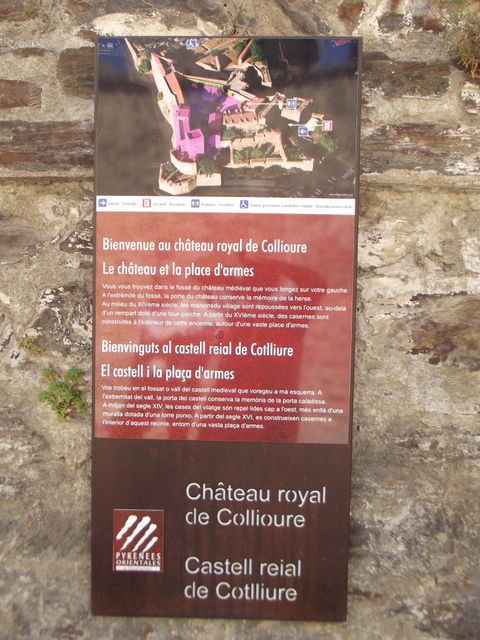 Entrée - Entrada
Accueil - Recepció
Toilettes - Lavabos
Bienvenue au château royal de Collioure
Le château et la place d'armes
Vous vous trouvez dans le fossé du château médiéval que vous longez sur votre gauche.
A l'extrémité du fossé, la porte du château conserve la mémoire de la herse.
Au milieu du XIVème siècle, les maisons du village sont repoussées vers l'ouest, au-delà
d'un rempart doté d'une tour-porche. A partir du XVIème siècle, des casernes sont
construites à l'intérieur de cette enceinte, autour d'une vaste place d'armes.
Bienvinguts al castell reial de Cotlliure
El castell i la plaça d'armes
Vos trobeu en el fossat o vall del castell medieval que voregeu a mà esquerra. A
l'extremitat del vall, la porta del castell conserva la memòria de la porta caladissa.
A mitjan del segle XIV, les cases del vilatge són repel lides cap a l'oest, més enllà d'una
muralla dotada d'una torre porxo. A partir del segle XVI, es construeixen casernes a
l'interior d'aquest recinte, entorn d'una vasta plaça d'armes.
Château royal
de Collioure
PYRÉNÉES
ORIENTALES
Castell reial
de Cotlliure